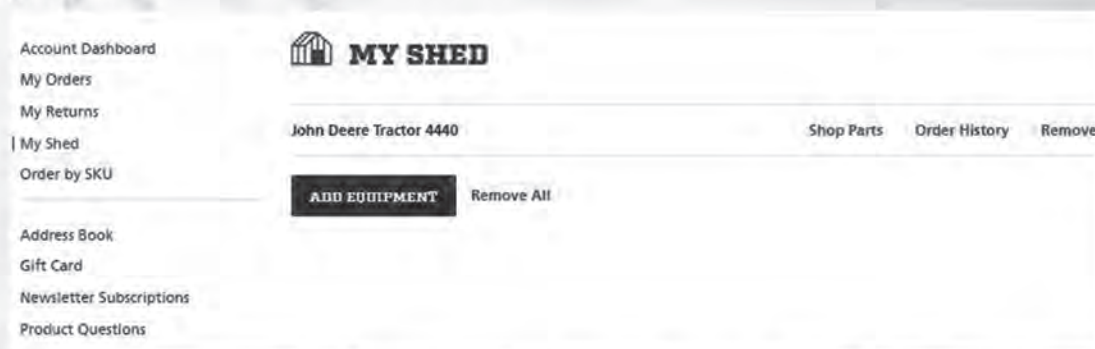 Account Dashboard
My Orders
My Returns
My Shed
Order by SKU
Address Book
Gift Card
Newsletter Subscriptions
Product Questions
MY SHED
John Deere Tractor 4440
Shop Parts Order History Remove
ADD EQUIPMENT Remove All